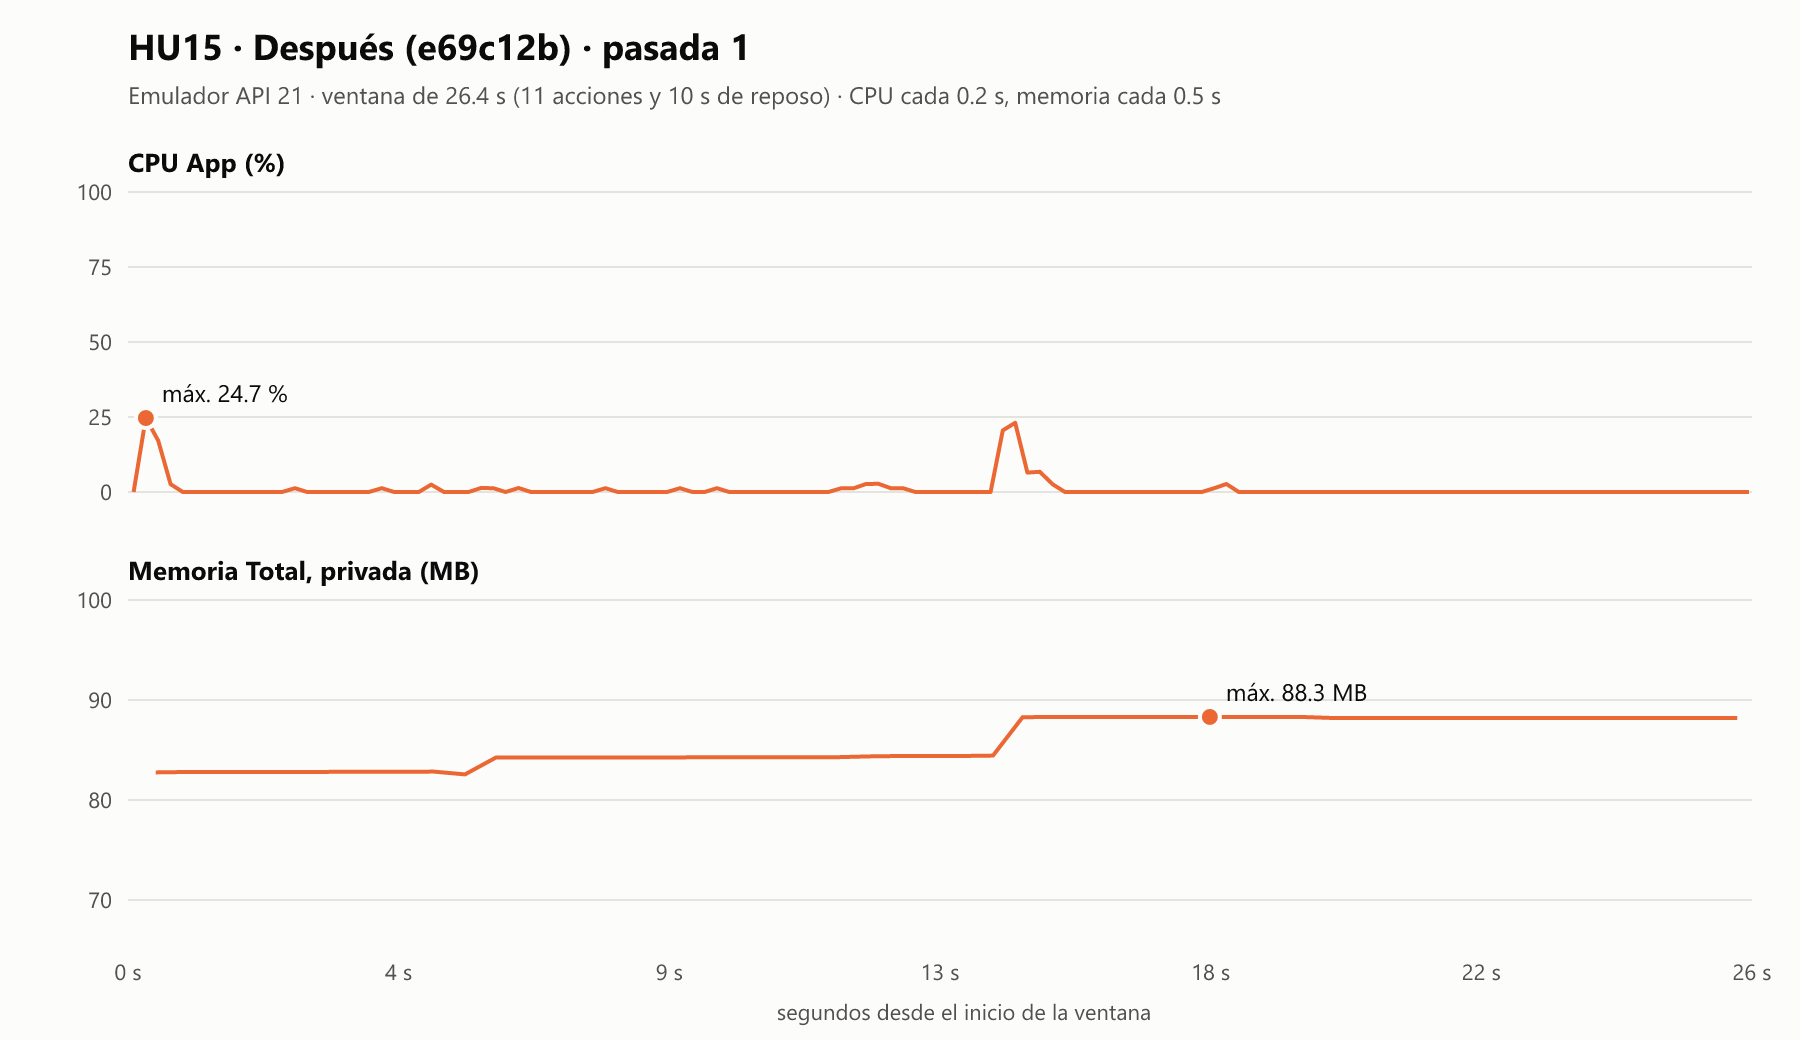 HU15 · Después (e69c12b) · pasada 1
Emulador API 21 · ventana de 26.4 s (11 acciones y 10 s de reposo) · CPU cada 0.2 s, memoria cada 0.5 s
CPU App (%)
100
75
50
máx. 24.7 %
25
0
Memoria Total, privada (MB)
100
máx. 88.3 MB
90
80
70
0 s 4 s 9 s 13 s 18 s 22 s 26 s
segundos desde el inicio de la ventana